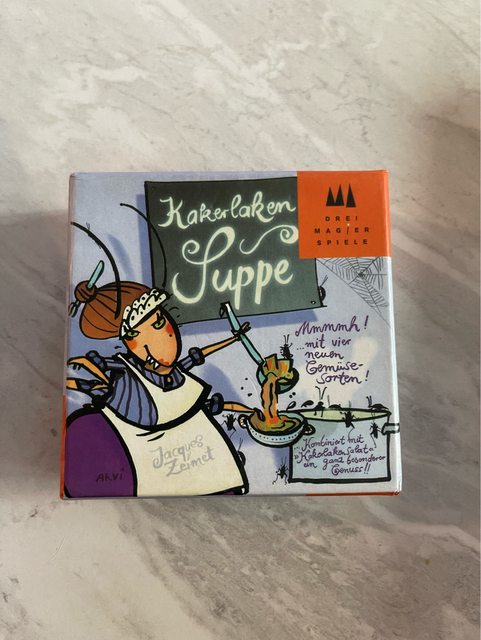 Kakerlaken
Suppe
DREI
MAGIER
SPIELE
Mmmmh!
...mit vier
neuen
Gemüse-
sorten!
...Kombiniert mit
»Kakerlakensalat«
ein ganz besonderer
Genuss!!
Jacques
Zeimet
ARVi